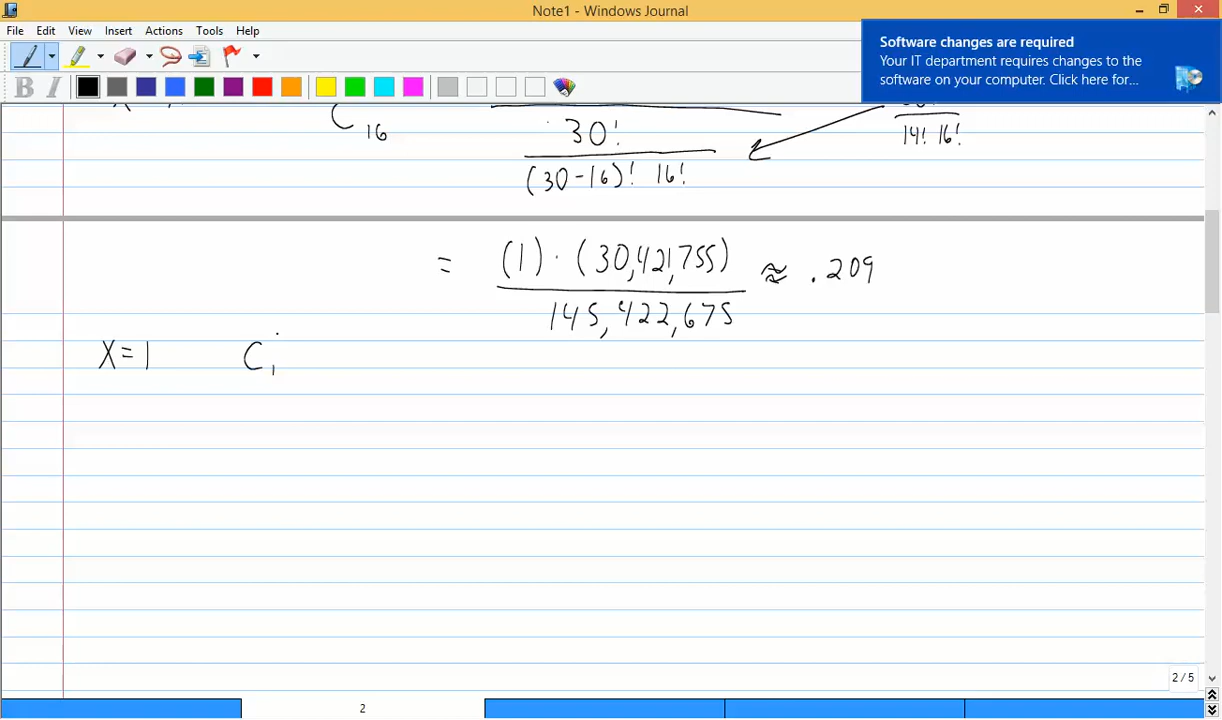 Note1 - Windows Journal
File Edit View Insert Actions Tools Help
Software changes are required
Your IT department requires changes to the
software on your computer. Click here for...
B I
C 16
30!
(30-16)! 16!
14! 16!
= (1) · (30,421,755)
145,422,675
≈ .209
X = 1 C 1
2 / 5
2